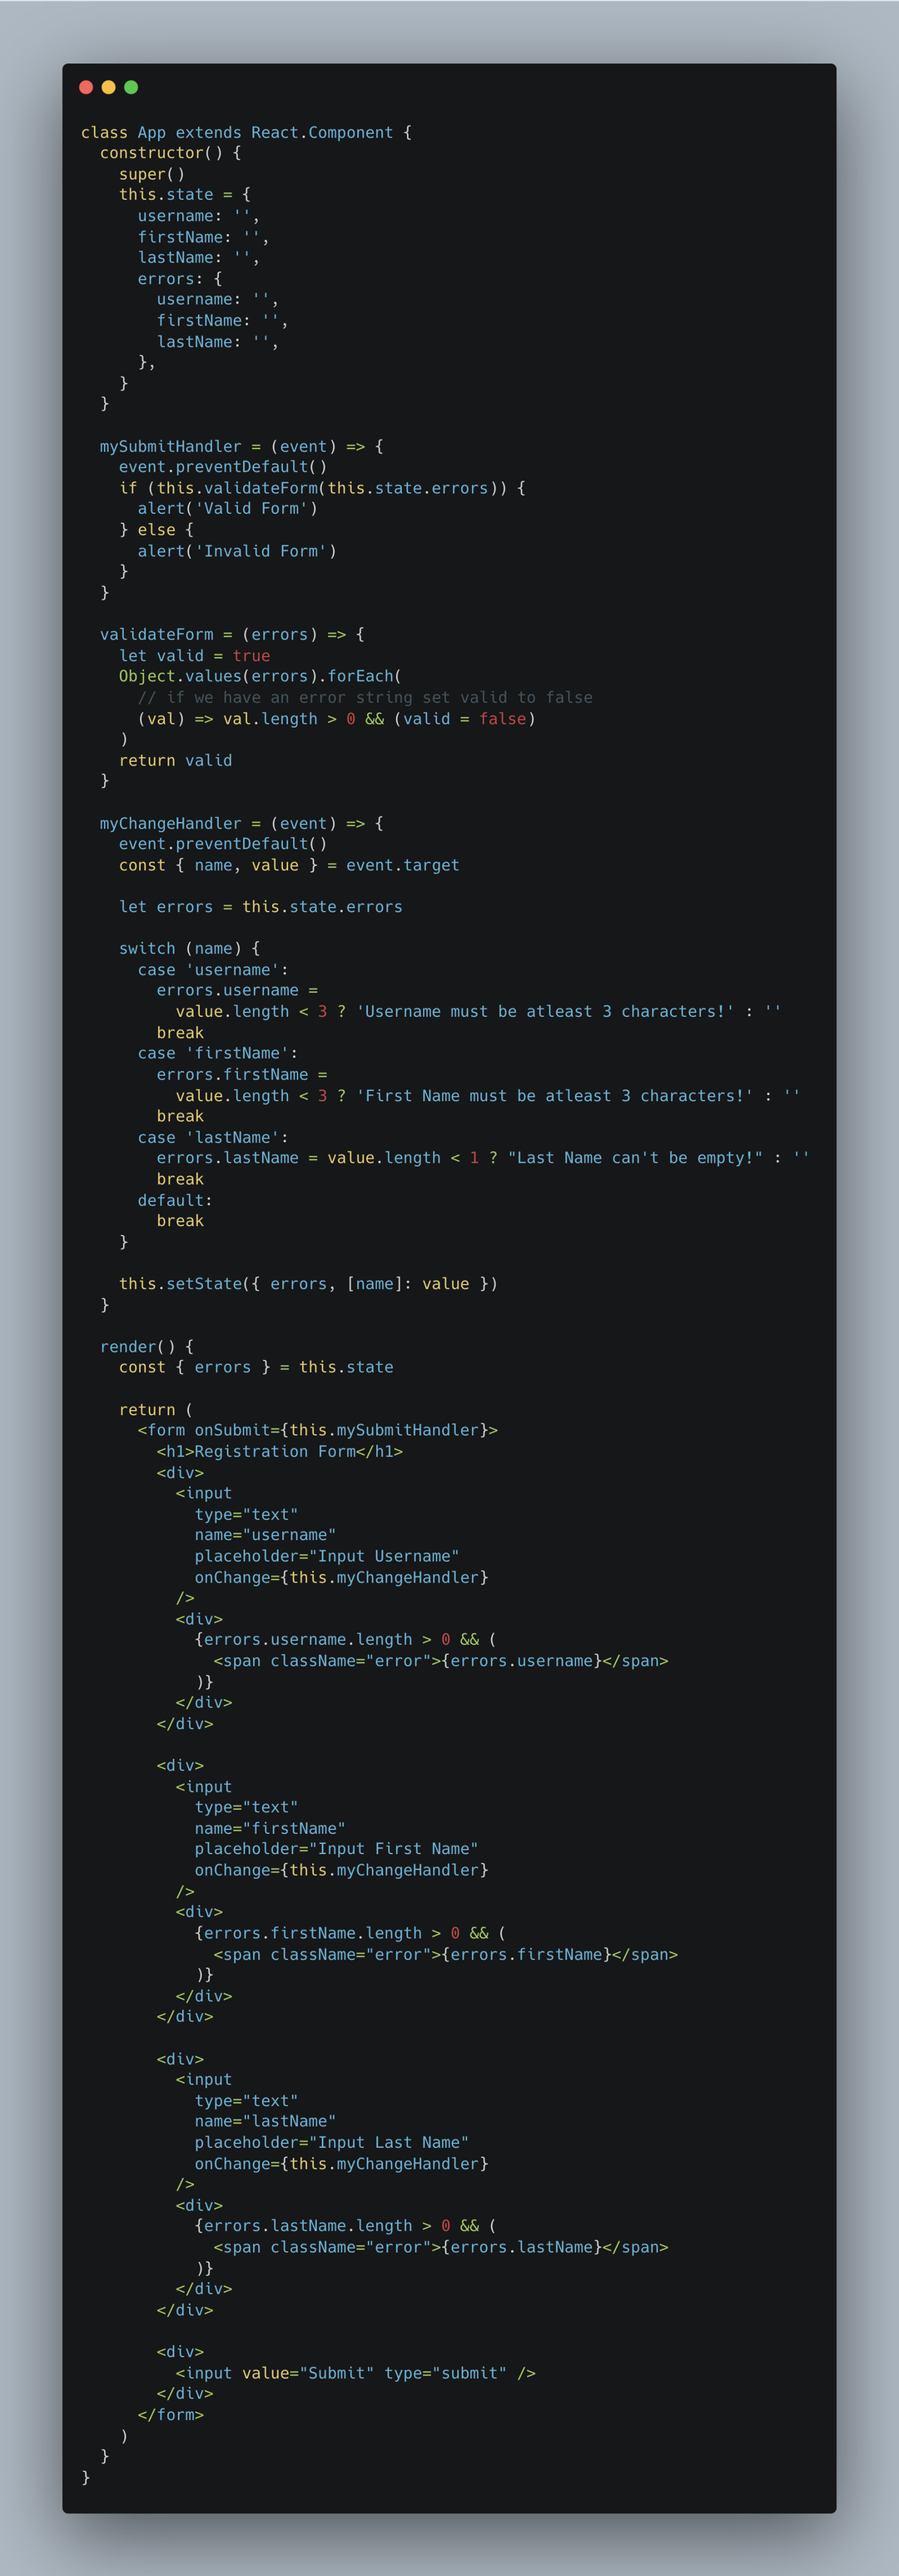 class App extends React.Component {
  constructor() {
    super()
    this.state = {
      username: '',
      firstName: '',
      lastName: '',
      errors: {
        username: '',
        firstName: '',
        lastName: '',
      },
    }
  }

  mySubmitHandler = (event) => {
    event.preventDefault()
    if (this.validateForm(this.state.errors)) {
      alert('Valid Form')
    } else {
      alert('Invalid Form')
    }
  }

  validateForm = (errors) => {
    let valid = true
    Object.values(errors).forEach(
      // if we have an error string set valid to false
      (val) => val.length > 0 && (valid = false)
    )
    return valid
  }

  myChangeHandler = (event) => {
    event.preventDefault()
    const { name, value } = event.target

    let errors = this.state.errors

    switch (name) {
      case 'username':
        errors.username =
          value.length < 3 ? 'Username must be atleast 3 characters!' : ''
        break
      case 'firstName':
        errors.firstName =
          value.length < 3 ? 'First Name must be atleast 3 characters!' : ''
        break
      case 'lastName':
        errors.lastName = value.length < 1 ? "Last Name can't be empty!" : ''
        break
      default:
        break
    }

    this.setState({ errors, [name]: value })
  }

  render() {
    const { errors } = this.state

    return (
      <form onSubmit={this.mySubmitHandler}>
        <h1>Registration Form</h1>
        <div>
          <input
            type="text"
            name="username"
            placeholder="Input Username"
            onChange={this.myChangeHandler}
          />
          <div>
            {errors.username.length > 0 && (
              <span className="error">{errors.username}</span>
            )}
          </div>
        </div>

        <div>
          <input
            type="text"
            name="firstName"
            placeholder="Input First Name"
            onChange={this.myChangeHandler}
          />
          <div>
            {errors.firstName.length > 0 && (
              <span className="error">{errors.firstName}</span>
            )}
          </div>
        </div>

        <div>
          <input
            type="text"
            name="lastName"
            placeholder="Input Last Name"
            onChange={this.myChangeHandler}
          />
          <div>
            {errors.lastName.length > 0 && (
              <span className="error">{errors.lastName}</span>
            )}
          </div>
        </div>

        <div>
          <input value="Submit" type="submit" />
        </div>
      </form>
    )
  }
}